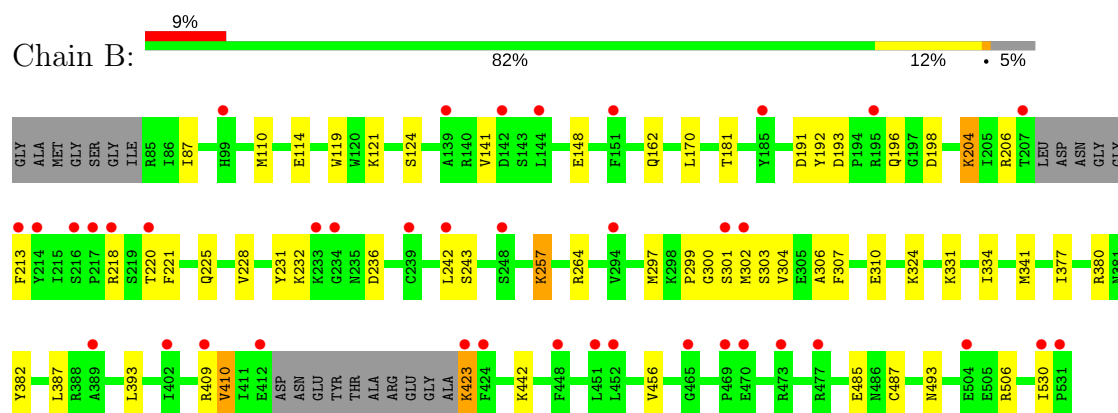 9%
Chain B:
82% 12% • 5%
GLY ALA MET GLY SER GLY ILE R85 I86 I87 H99 M110 E114 W119 W120 K121 S124 A139 R140 V141 D142 S143 L144 E148 F151 Q162 L170 T181 Y185 D191 Y192 D193 P194 R195 Q196 G197 D198 K204 I205 R206 T207 LEU ASP ASN GLY GLY
F213 Y214 I215 S216 P217 R218 S219 T220 F221 Q225 V228 Y231 K232 K233 G234 N235 D236 C239 L242 S243 S248 K257 R264 V294 M297 K298 P299 G300 S301 M302 S303 V304 E305 A306 F307 E310 K324 K331 I334 M341 I377 R380 N381
Y382 L387 R388 A389 L393 I402 R409 V410 I411 E412 ASP ASN GLU TYR THR ALA ARG GLU GLY ALA K423 F424 K442 F448 L451 L452 V456 G465 P469 E470 R473 R477 E485 N486 C487 N493 E504 E505 R506 I530 P531